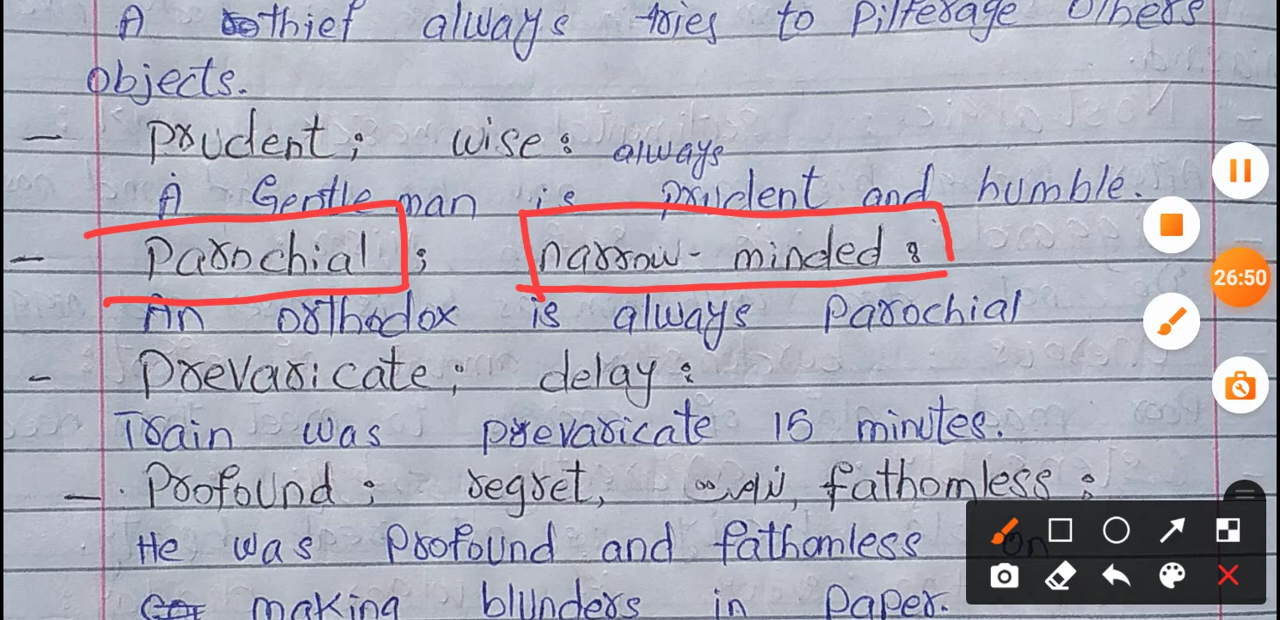 A thief always tries to pilferage others
objects.
- Prudent; wise: always
A Gentle man is prudent and humble.
- Parochial; narrow-minded:
An orthodox is always Parochial
- Prevaricate; delay:
Train was prevaricate 15 minutes.
- Profound; regret, fathomless:
He was Profound and fathomless on
making blunders in Paper.
26:50